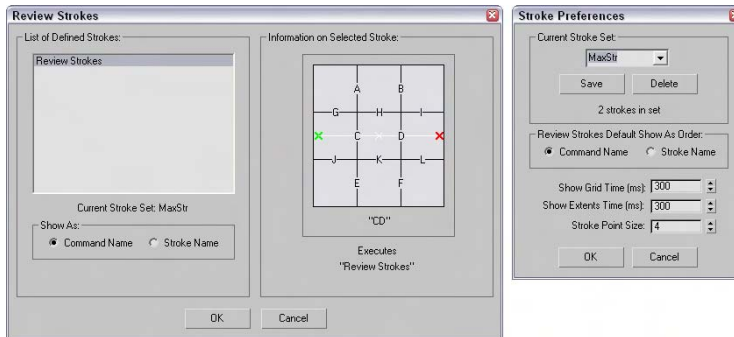 Review Strokes
List of Defined Strokes:
Review Strokes
Current Stroke Set: MaxStr
Show As:
Command Name
Stroke Name
Information on Selected Stroke:
A B
G H I
C D
J K L
E F
"CD"
Executes
"Review Strokes"
OK Cancel
Stroke Preferences
Current Stroke Set:
MaxStr
Save Delete
2 strokes in set
Review Strokes Default Show As Order:
Command Name Stroke Name
Show Grid Time (ms): 300
Show Extents Time (ms): 300
Stroke Point Size: 4
OK Cancel